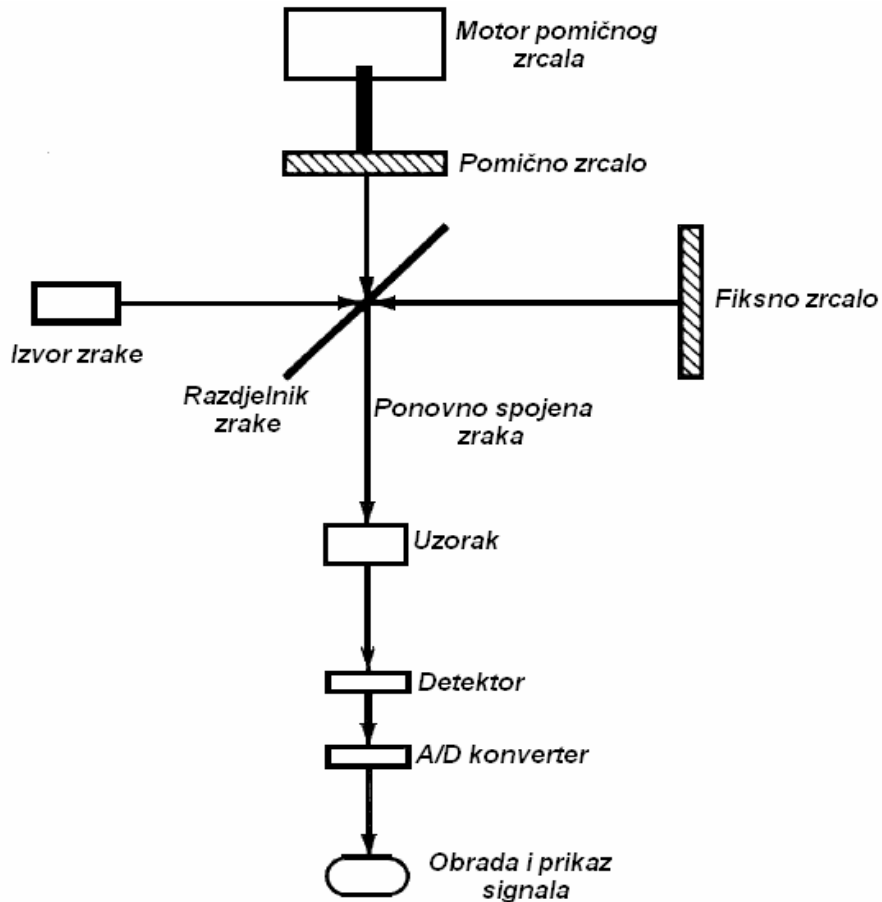 Motor pomičnog
zrcala
Pomično zrcalo
Fiksno zrcalo
Izvor zrake
Razdjelnik
zrake
Ponovno spojena
zraka
Uzorak
Detektor
A/D konverter
Obrada i prikaz
signala